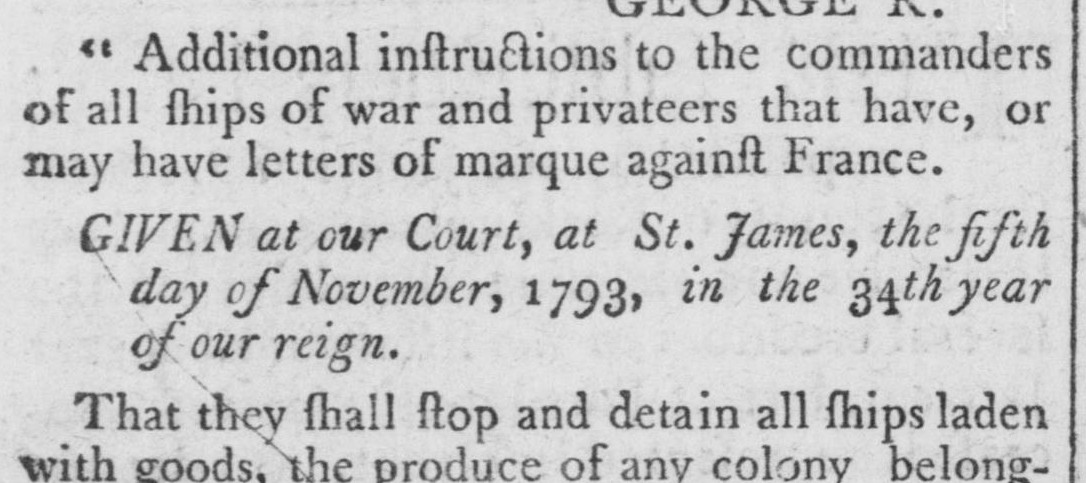 GEORGE R.
“ Additional inſtructions to the commanders
of all ſhips of war and privateers that have, or
may have letters of marque againſt France.
GIVEN at our Court, at St. James, the fifth
day of November, 1793, in the 34th year
of our reign.
That they ſhall ſtop and detain all ſhips laden
with goods, the produce of any colony belong-